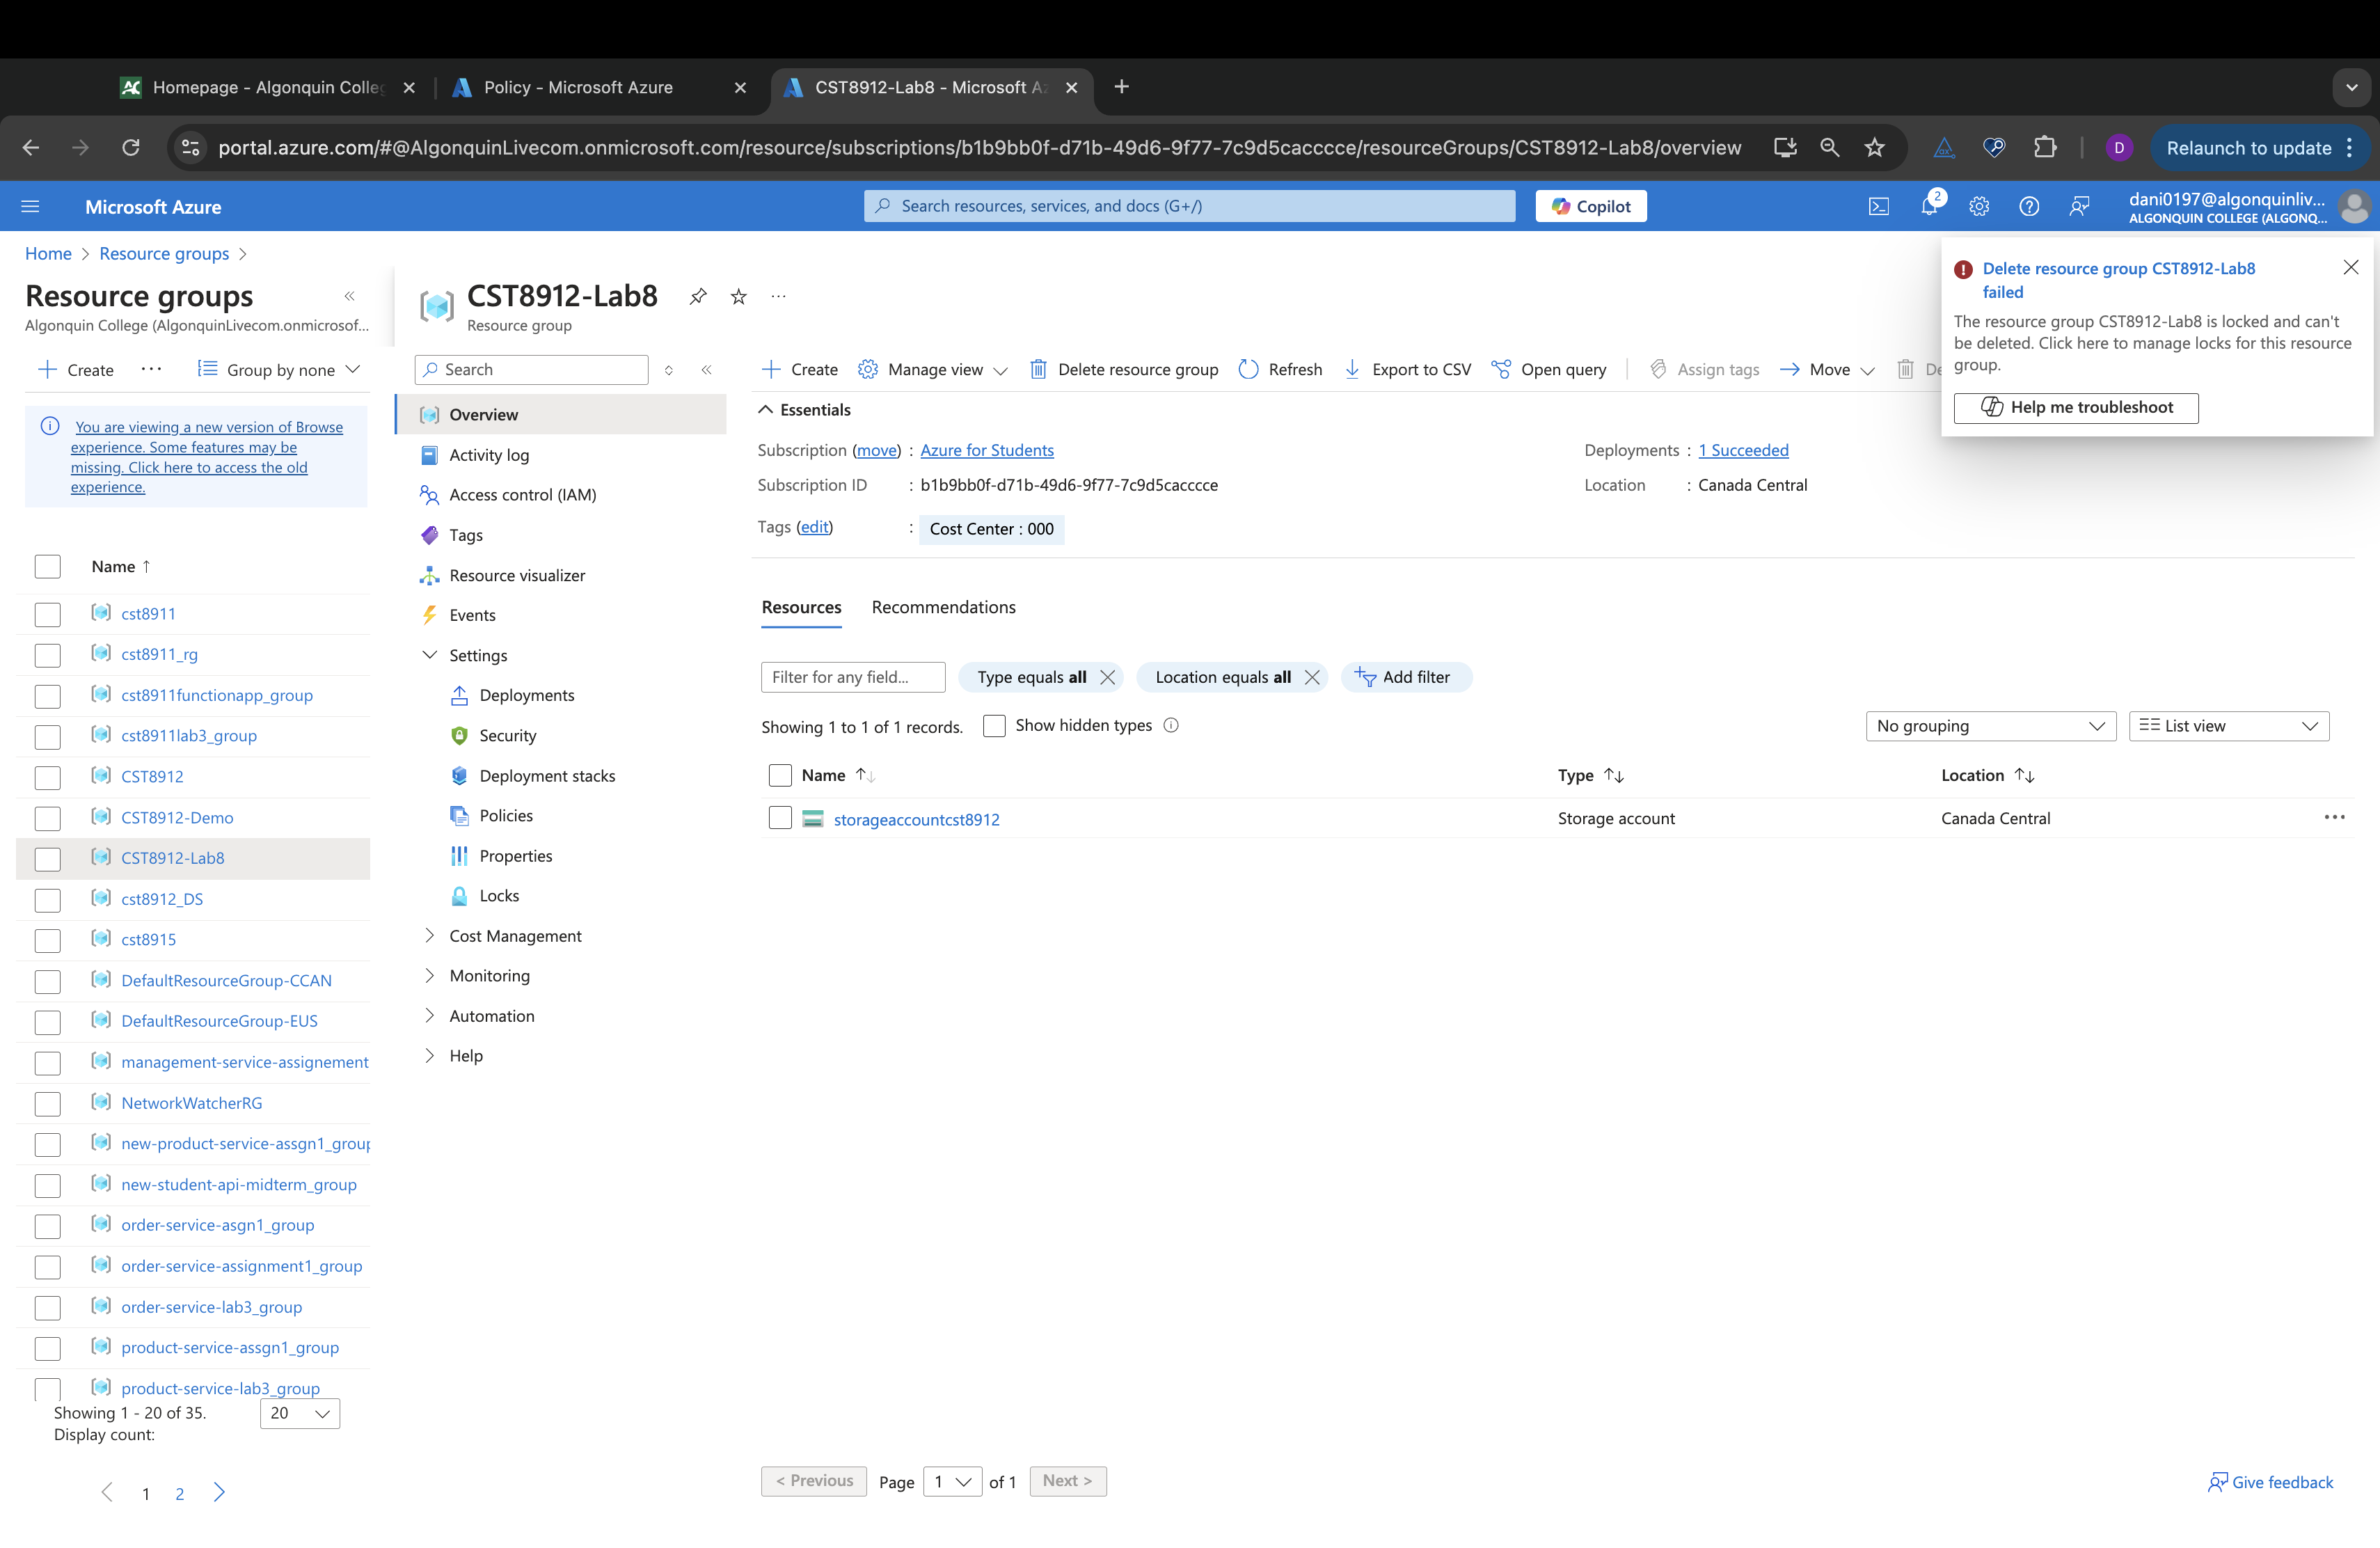 Homepage - Algonquin Colleg
Policy - Microsoft Azure
CST8912-Lab8 - Microsoft Az
portal.azure.com/#@AlgonquinLivecom.onmicrosoft.com/resource/subscriptions/b1b9bb0f-d71b-49d6-9f77-7c9d5cacccce/resourceGroups/CST8912-Lab8/overview
D
Relaunch to update
Microsoft Azure
Search resources, services, and docs (G+/)
Copilot
2
dani0197@algonquinliv...
ALGONQUIN COLLEGE (ALGONQ...
Home > Resource groups >
Resource groups
Algonquin College (AlgonquinLivecom.onmicrosof...
Create
Group by none
You are viewing a new version of Browse
experience. Some features may be
missing. Click here to access the old
experience.
Name ↑
cst8911
cst8911_rg
cst8911functionapp_group
cst8911lab3_group
CST8912
CST8912-Demo
CST8912-Lab8
cst8912_DS
cst8915
DefaultResourceGroup-CCAN
DefaultResourceGroup-EUS
management-service-assignement
NetworkWatcherRG
new-product-service-assgn1_group
new-student-api-midterm_group
order-service-asgn1_group
order-service-assignment1_group
order-service-lab3_group
product-service-assgn1_group
product-service-lab3_group
Showing 1 - 20 of 35.
Display count:
20
1
2
CST8912-Lab8
Resource group
Search
Overview
Activity log
Access control (IAM)
Tags
Resource visualizer
Events
Settings
Deployments
Security
Deployment stacks
Policies
Properties
Locks
Cost Management
Monitoring
Automation
Help
Create
Manage view
Delete resource group
Refresh
Export to CSV
Open query
Assign tags
Move
De
Essentials
Subscription (move) : Azure for Students
Subscription ID : b1b9bb0f-d71b-49d6-9f77-7c9d5cacccce
Tags (edit) : Cost Center : 000
Deployments : 1 Succeeded
Location : Canada Central
Resources
Recommendations
Filter for any field...
Type equals all
Location equals all
Add filter
Showing 1 to 1 of 1 records.
Show hidden types
No grouping
List view
Name ↑↓
Type ↑↓
Location ↑↓
storageaccountcst8912
Storage account
Canada Central
< Previous
Page
1
of 1
Next >
Give feedback
Delete resource group CST8912-Lab8
failed
The resource group CST8912-Lab8 is locked and can't
be deleted. Click here to manage locks for this resource
group.
Help me troubleshoot